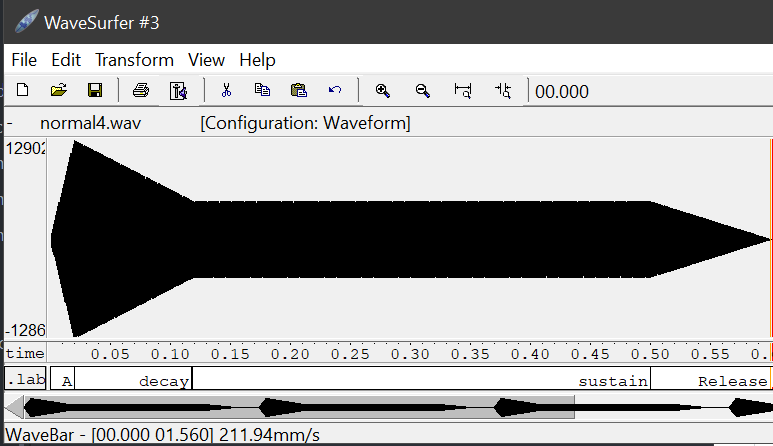 WaveSurfer #3
File Edit Transform View Help
00.000
- normal4.wav [Configuration: Waveform]
12902
-1286
time 0.05 0.10 0.15 0.20 0.25 0.30 0.35 0.40 0.45 0.50 0.55
.lab A decay sustain Release
WaveBar - [00.000 01.560] 211.94mm/s